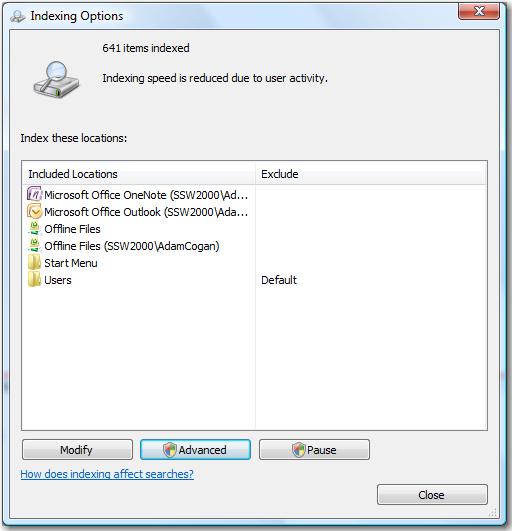 Indexing Options
641 items indexed
Indexing speed is reduced due to user activity.
Index these locations:
Included Locations Exclude
Microsoft Office OneNote (SSW2000\Ad...
Microsoft Office Outlook (SSW2000\Ada...
Offline Files
Offline Files (SSW2000\AdamCogan)
Start Menu
Users Default
Modify Advanced Pause
How does indexing affect searches?
Close